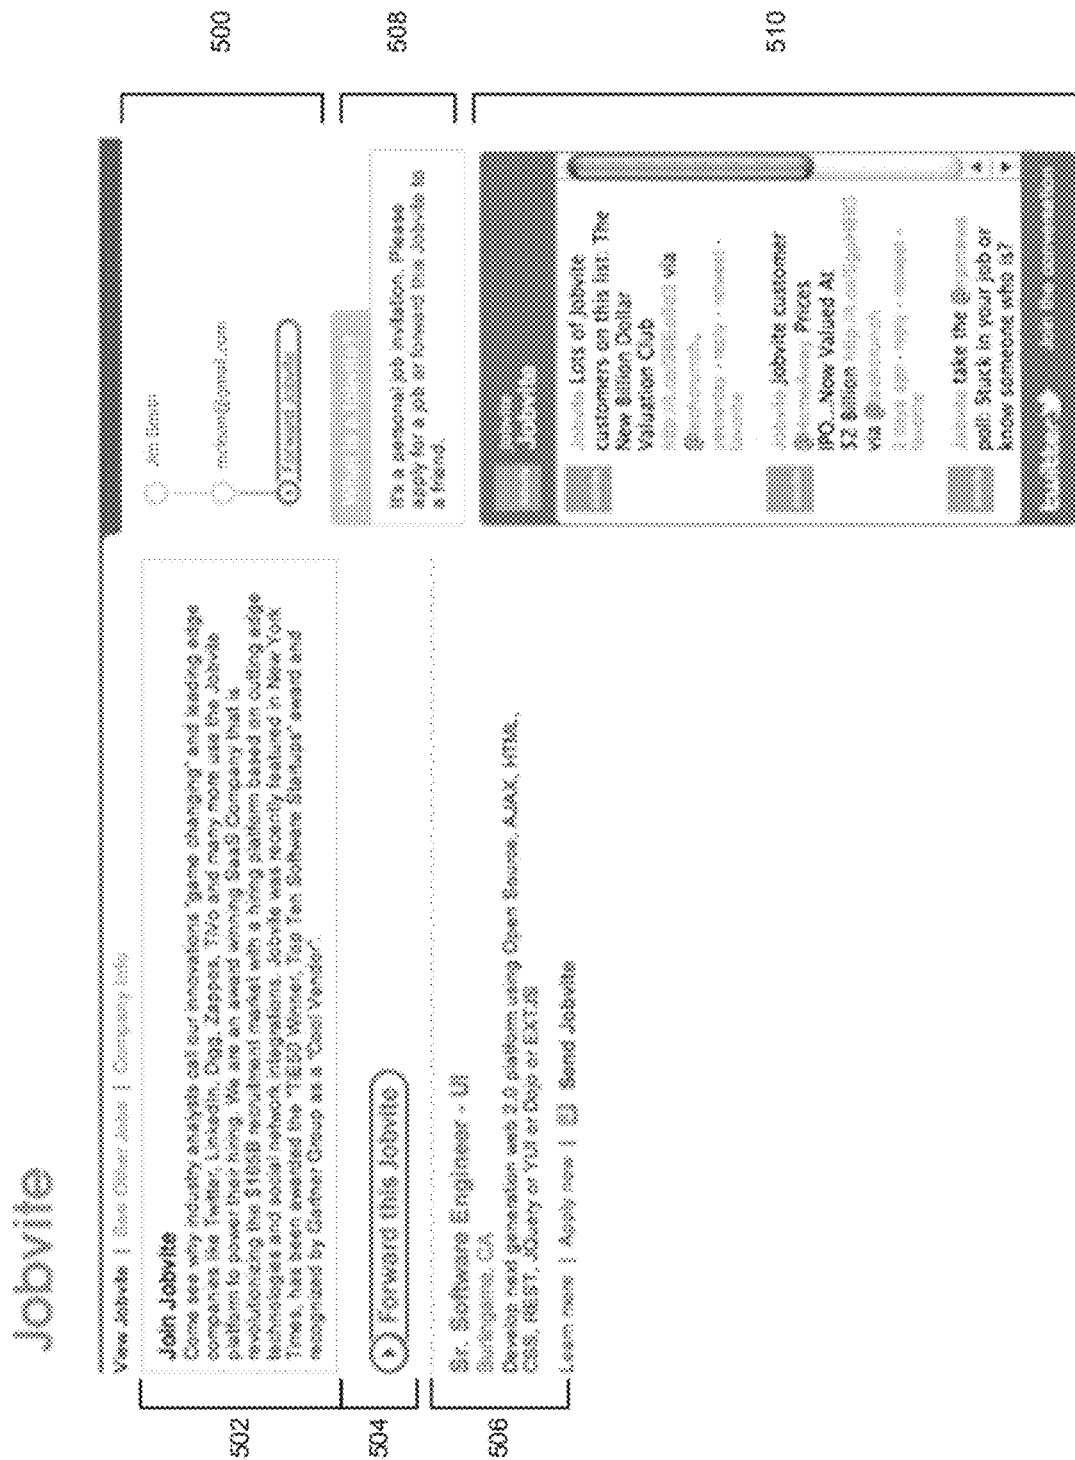 Jobvite
View Jobvite | See Other Jobs | Company Info
Join Jobvite
Come see why industry analysts call our innovations 'game changing' and leading edge
companies like Twitter, LinkedIn, Digg, Zappos, TiVo and many more use the Jobvite
platform to power their hiring. We are an award winning SaaS Company that is
revolutionizing the recruitment market with a hiring platform based on cutting edge
technologies and social network integrations. Jobvite was recently featured in New York
Times, has been awarded the Winner, Top Ten Software Startups' award and
recognized by Gartner Group as a 'Cool Vendor'.
502
Forward this Jobvite
504
Sr. Software Engineer - UI
Burlingame, CA
Develop next generation web 2.0 platform using Open Source, AJAX, HTML,
CSS, REST, JQuery or YUI or Dojo or EXTJS
Learn more | Apply now | Send Jobvite
506
500
It's a personal job invitation. Please
apply for a job or forward this Jobvite to
a friend.
508
Lots of Jobvite
customers on this list. The
New Billion Dollar
Valuation Club
via
Jobvite customer
Prices
IPO...Now Valued At
$2 Billion
via
take the @
poll: Stuck in your job or
know someone who is?
510